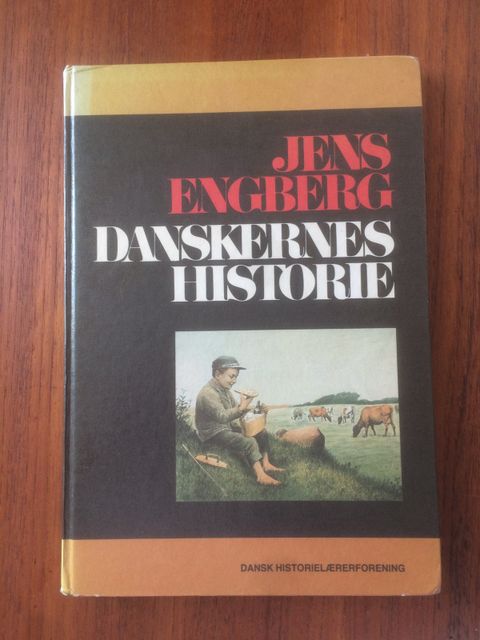 JENS
ENGBERG
DANSKERNES
HISTORIE
DANSK HISTORIELÆRERFORENING